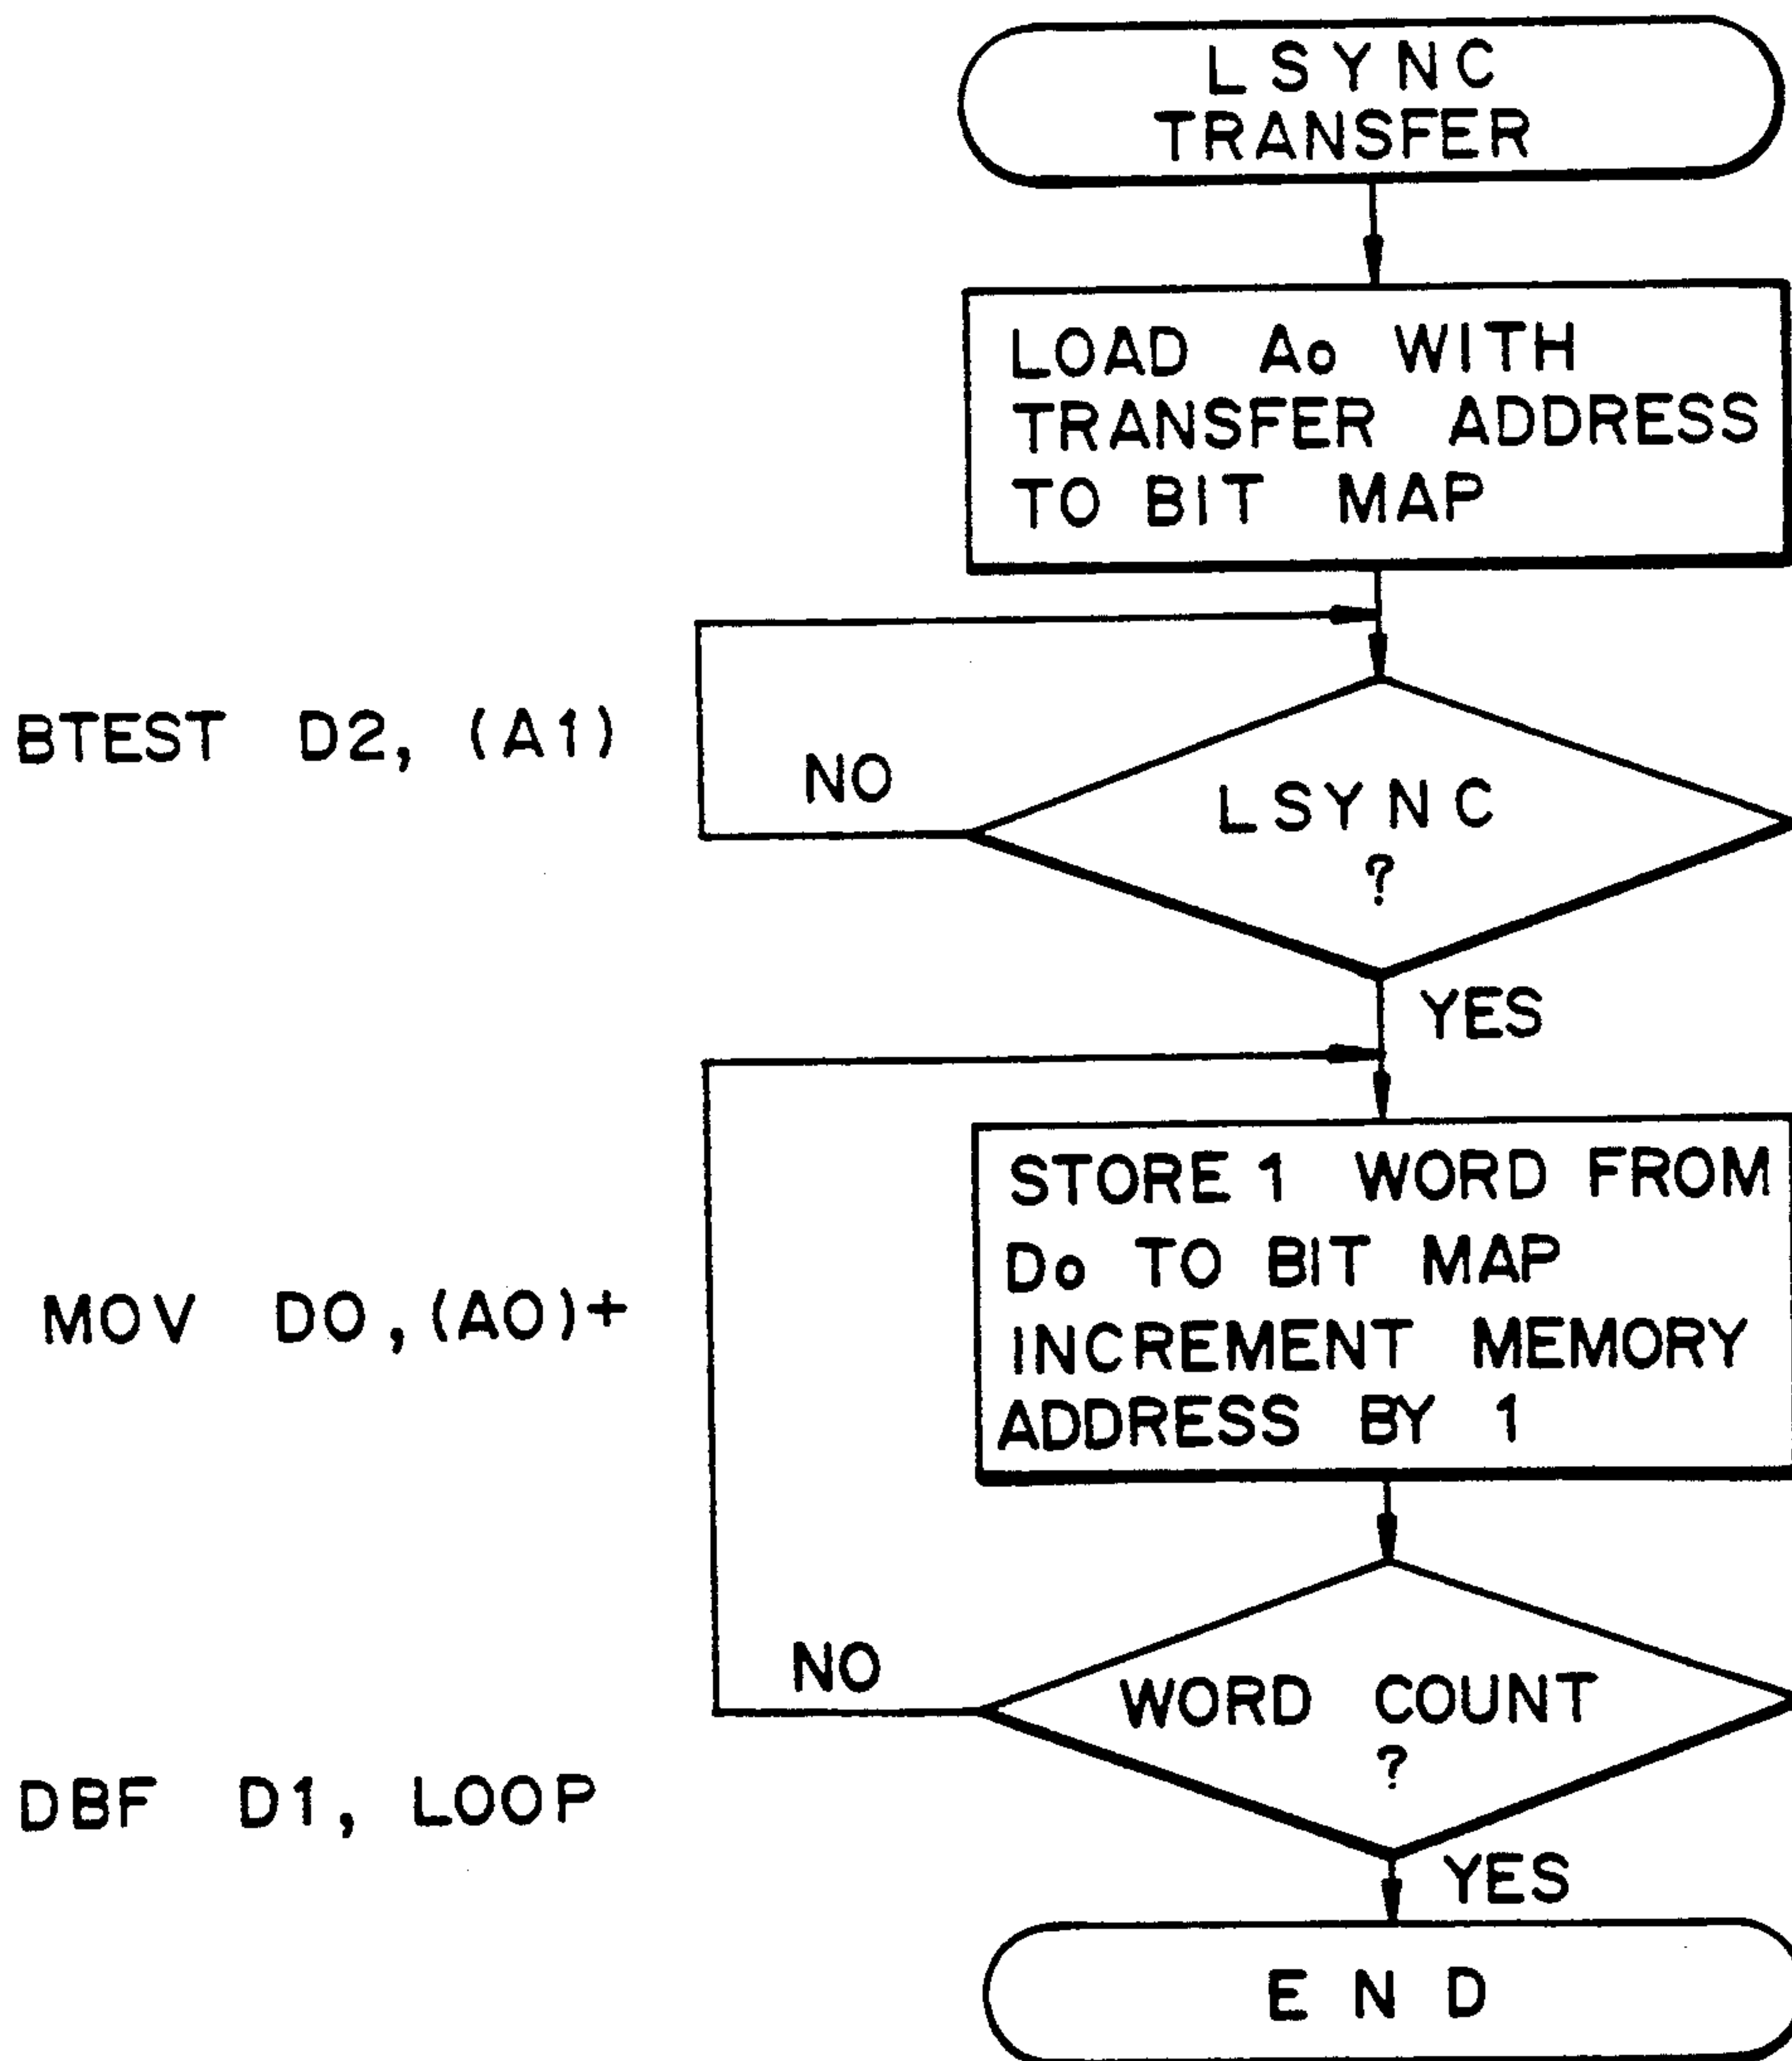 LSYNC
TRANSFER
LOAD Ao WITH
TRANSFER ADDRESS
TO BIT MAP
BTEST D2, (A1)
NO
LSYNC
?
YES
STORE 1 WORD FROM
Do TO BIT MAP
INCREMENT MEMORY
ADDRESS BY 1
MOV DO,(AO)+
NO
WORD COUNT
?
DBF D1, LOOP
YES
END